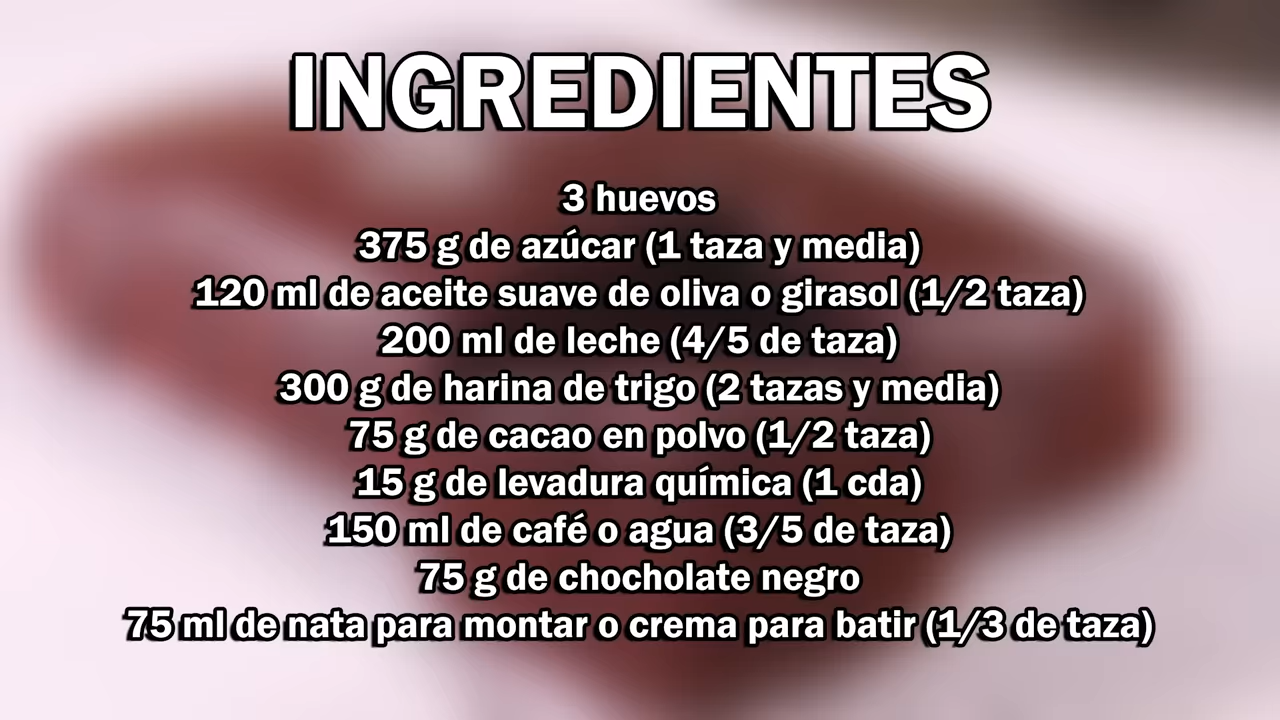 INGREDIENTES
3 huevos
375 g de azúcar (1 taza y media)
120 ml de aceite suave de oliva o girasol (1/2 taza)
200 ml de leche (4/5 de taza)
300 g de harina de trigo (2 tazas y media)
75 g de cacao en polvo (1/2 taza)
15 g de levadura química (1 cda)
150 ml de café o agua (3/5 de taza)
75 g de chocholate negro
75 ml de nata para montar o crema para batir (1/3 de taza)